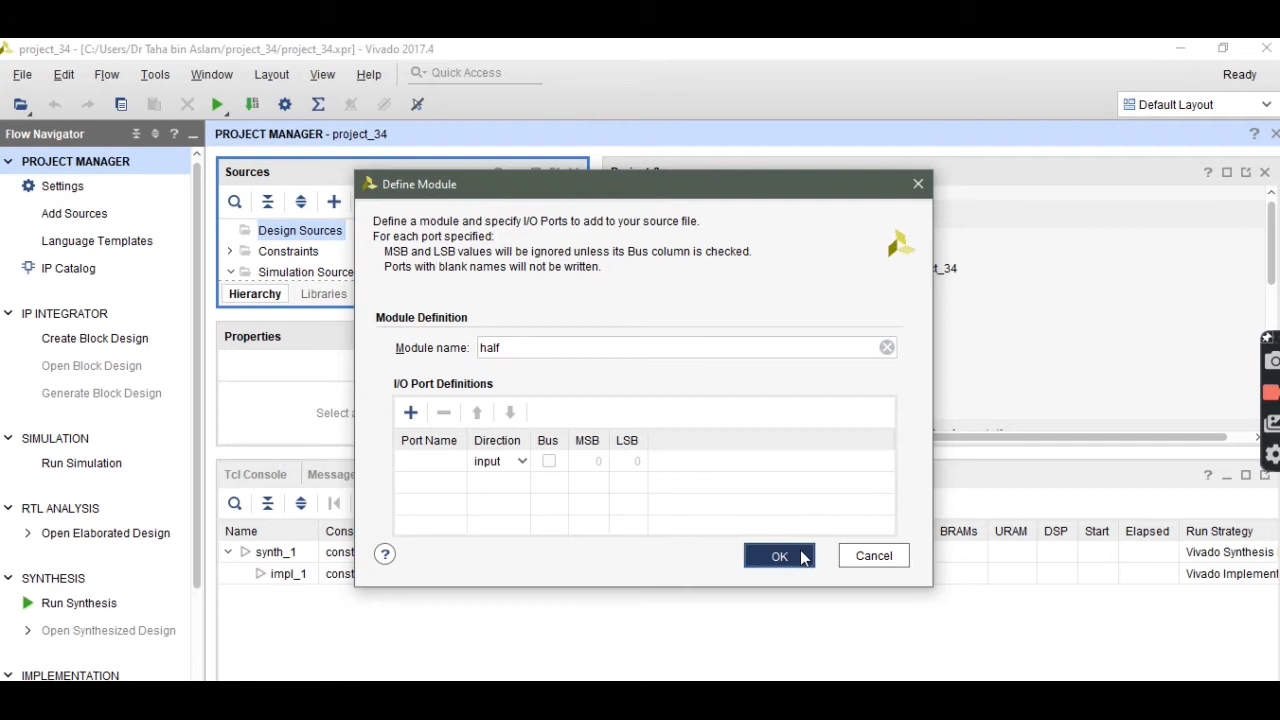 project_34 - [C:/Users/Dr Taha bin Aslam/project_34/project_34.xpr] - Vivado 2017.4
File Edit Flow Tools Window Layout View Help Quick Access Ready
Default Layout
Flow Navigator
PROJECT MANAGER - project_34
PROJECT MANAGER
Settings
Add Sources
Language Templates
IP Catalog
IP INTEGRATOR
Create Block Design
Open Block Design
Generate Block Design
SIMULATION
Run Simulation
RTL ANALYSIS
Open Elaborated Design
SYNTHESIS
Run Synthesis
Open Synthesized Design
IMPLEMENTATION
Sources
Design Sources
Constraints
Simulation Source
Hierarchy Libraries
Properties
Select a
Tcl Console Message
Name Cons
synth_1 const
impl_1 const
ct_34
BRAMs URAM DSP Start Elapsed Run Strategy
Vivado Synthesis
Vivado Implement
Define Module
Define a module and specify I/O Ports to add to your source file.
For each port specified:
MSB and LSB values will be ignored unless its Bus column is checked.
Ports with blank names will not be written.
Module Definition
Module name: half
I/O Port Definitions
Port Name Direction Bus MSB LSB
input 0 0
OK Cancel